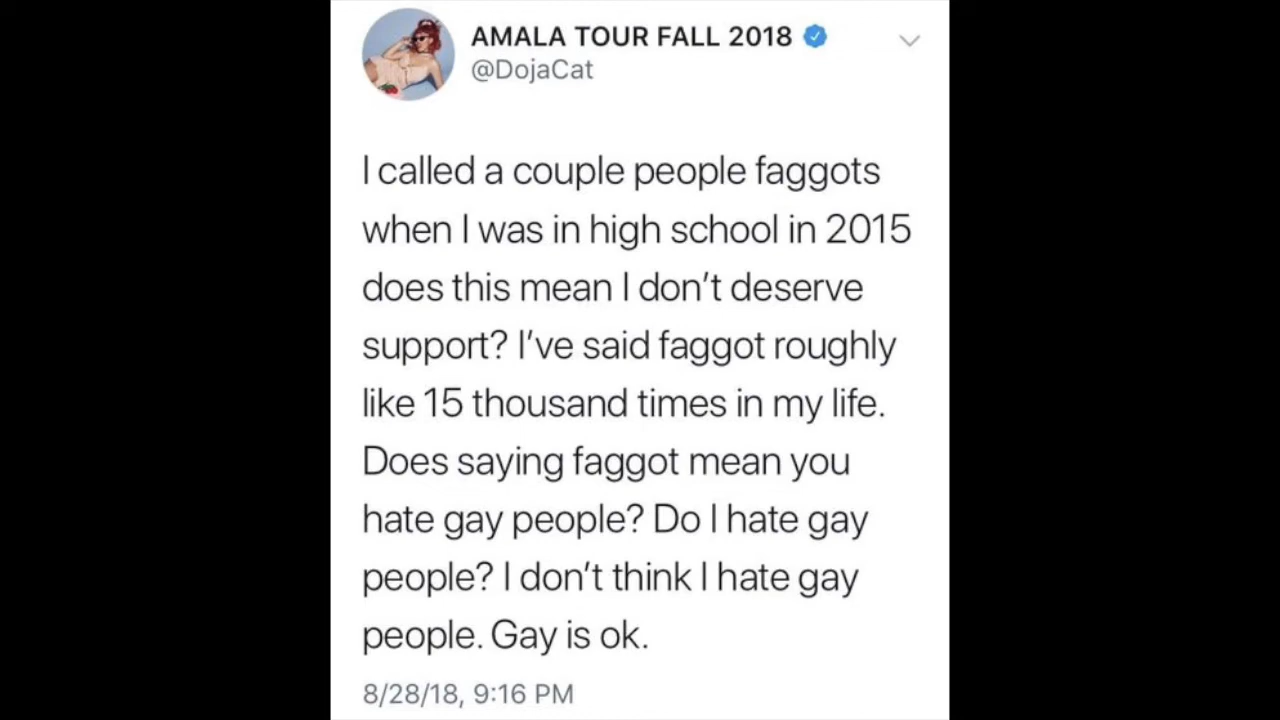 AMALA TOUR FALL 2018
@DojaCat
I called a couple people faggots
when I was in high school in 2015
does this mean I don't deserve
support? I've said faggot roughly
like 15 thousand times in my life.
Does saying faggot mean you
hate gay people? Do I hate gay
people? I don't think I hate gay
people. Gay is ok.
8/28/18, 9:16 PM